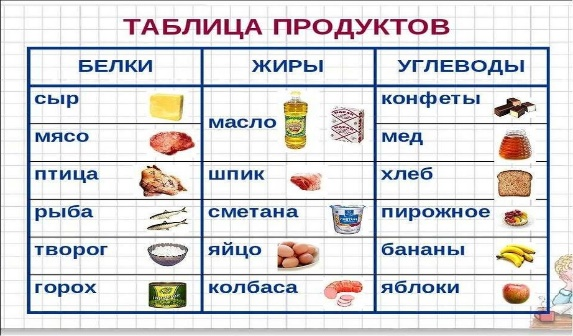 ТАБЛИЦА ПРОДУКТОВ
БЕЛКИ ЖИРЫ УГЛЕВОДЫ
сыр масло конфеты
мясо мед
птица шпик хлеб
рыба сметана пирожное
творог яйцо бананы
горох колбаса яблоки